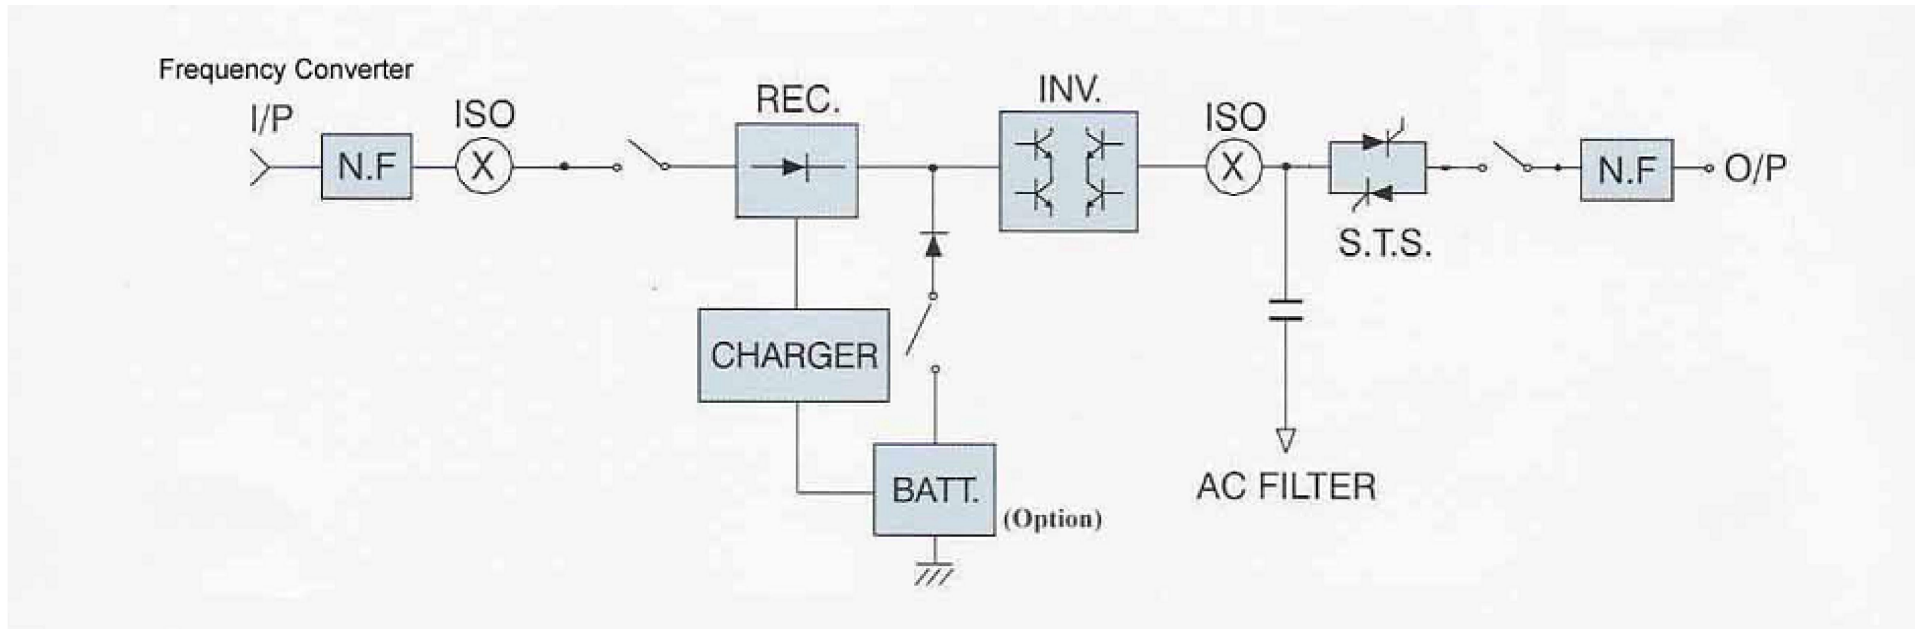 Frequency Converter
I/P
N.F
ISO
X
REC.
INV.
ISO
X
S.T.S.
N.F
O/P
CHARGER
BATT.
(Option)
AC FILTER